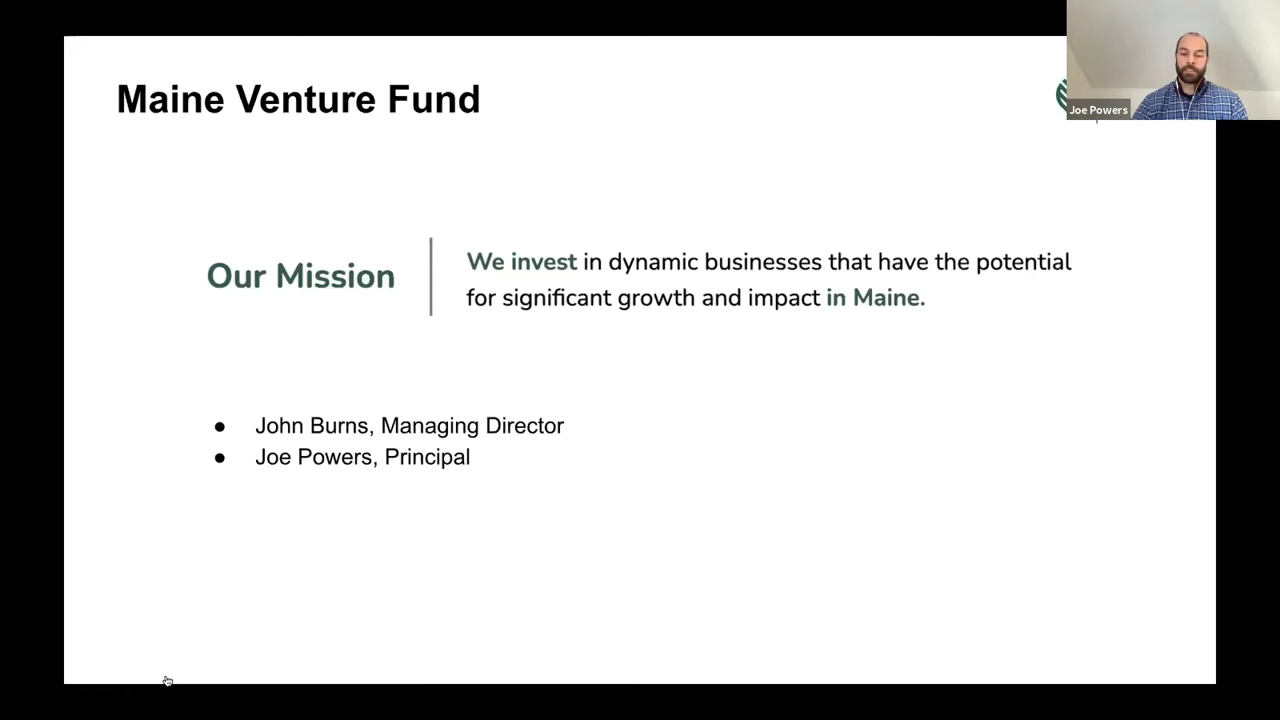 Maine Venture Fund
Joe Powers
Our Mission
We invest in dynamic businesses that have the potential
for significant growth and impact in Maine.
● John Burns, Managing Director
● Joe Powers, Principal